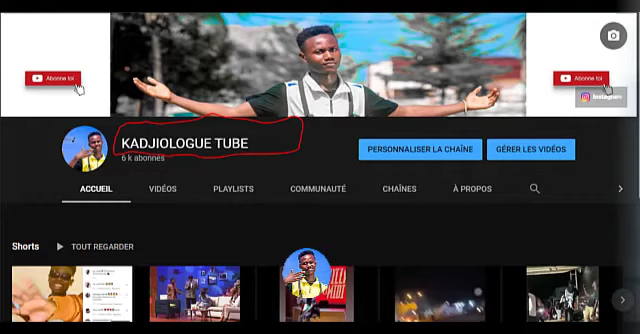 Abonne toi
Abonne toi
Instagram
KADJIOLOGUE TUBE
6 k abonnés
PERSONNALISER LA CHAÎNE
GÉRER LES VIDÉOS
ACCUEIL
VIDÉOS
PLAYLISTS
COMMUNAUTÉ
CHAÎNES
À PROPOS
Shorts
TOUT REGARDER